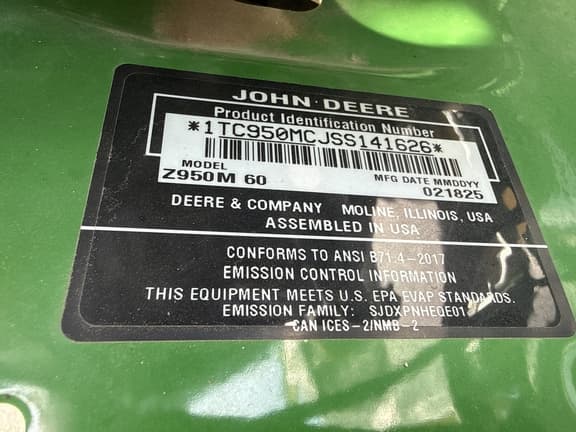 JOHN DEERE
Product Identification Number
*1TC950MCJSS141626*
MODEL
Z950M 60
MFG DATE MMDDYY
021825
DEERE & COMPANY MOLINE, ILLINOIS, USA
ASSEMBLED IN USA
CONFORMS TO ANSI B71.4-2017
EMISSION CONTROL INFORMATION
THIS EQUIPMENT MEETS U.S. EPA EVAP STANDARDS.
EMISSION FAMILY: SJDXPNHEQE01
CAN ICES-2/NMB-2